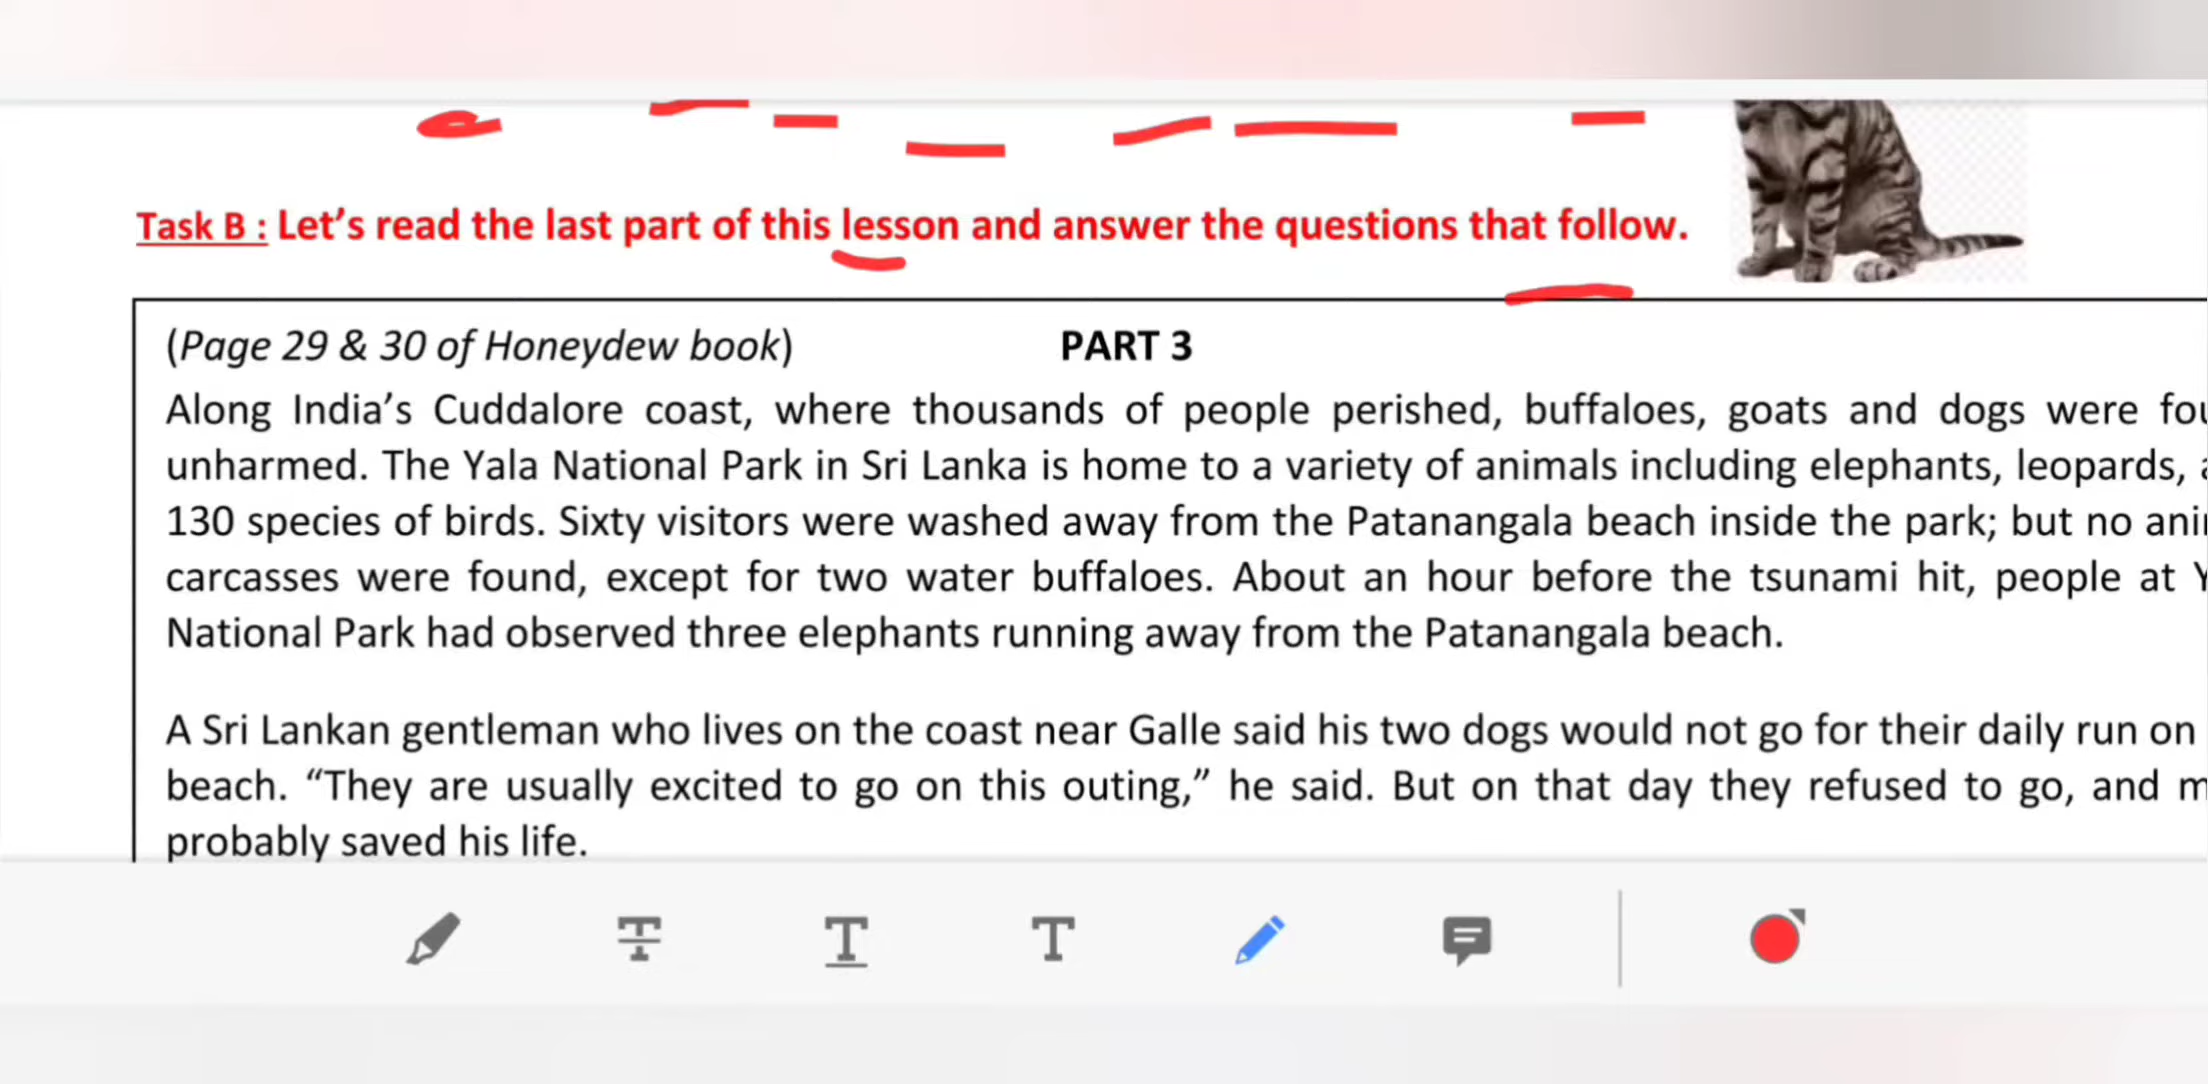 Task B : Let’s read the last part of this lesson and answer the questions that follow.
(Page 29 & 30 of Honeydew book) PART 3
Along India’s Cuddalore coast, where thousands of people perished, buffaloes, goats and dogs were
unharmed. The Yala National Park in Sri Lanka is home to a variety of animals including elephants, leopards,
130 species of birds. Sixty visitors were washed away from the Patanangala beach inside the park; but no
carcasses were found, except for two water buffaloes. About an hour before the tsunami hit, people at
National Park had observed three elephants running away from the Patanangala beach.
A Sri Lankan gentleman who lives on the coast near Galle said his two dogs would not go for their daily run on
beach. “They are usually excited to go on this outing,” he said. But on that day they refused to go, and
probably saved his life.